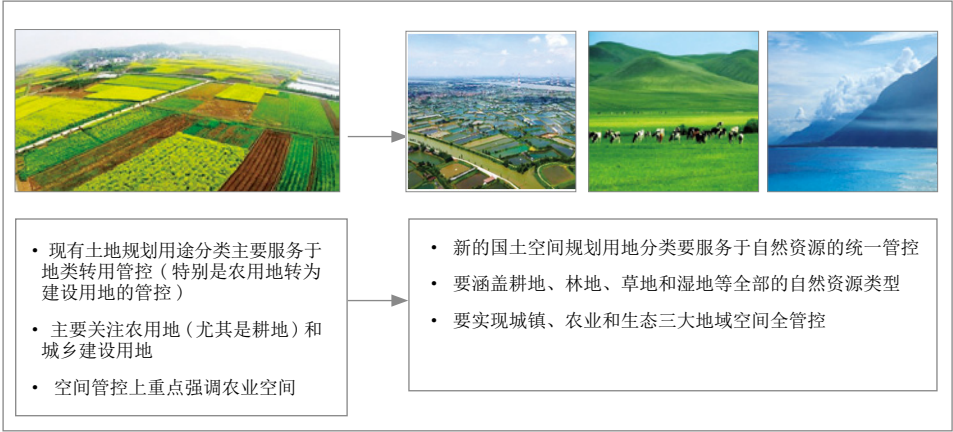 • 现有土地规划用途分类主要服务于
地类转用管控（特别是农用地转为
建设用地的管控）
• 主要关注农用地（尤其是耕地）和
城乡建设用地
• 空间管控上重点强调农业空间
• 新的国土空间规划用地分类要服务于自然资源的统一管控
• 要涵盖耕地、林地、草地和湿地等全部的自然资源类型
• 要实现城镇、农业和生态三大地域空间全管控